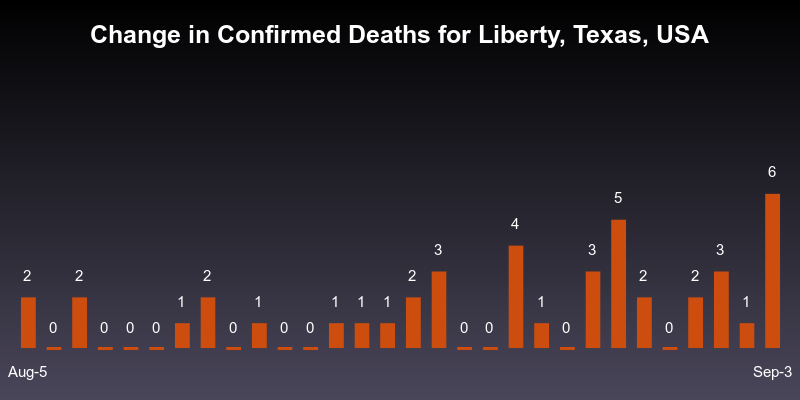 Change in Confirmed Deaths for Liberty, Texas, USA
6
5
4
3 3 3
2 2 2 2 2 2
1 1 1 1 1 1 1
0 0 0 0 0 0 0 0 0 0 0 0
Aug-5 Sep-3